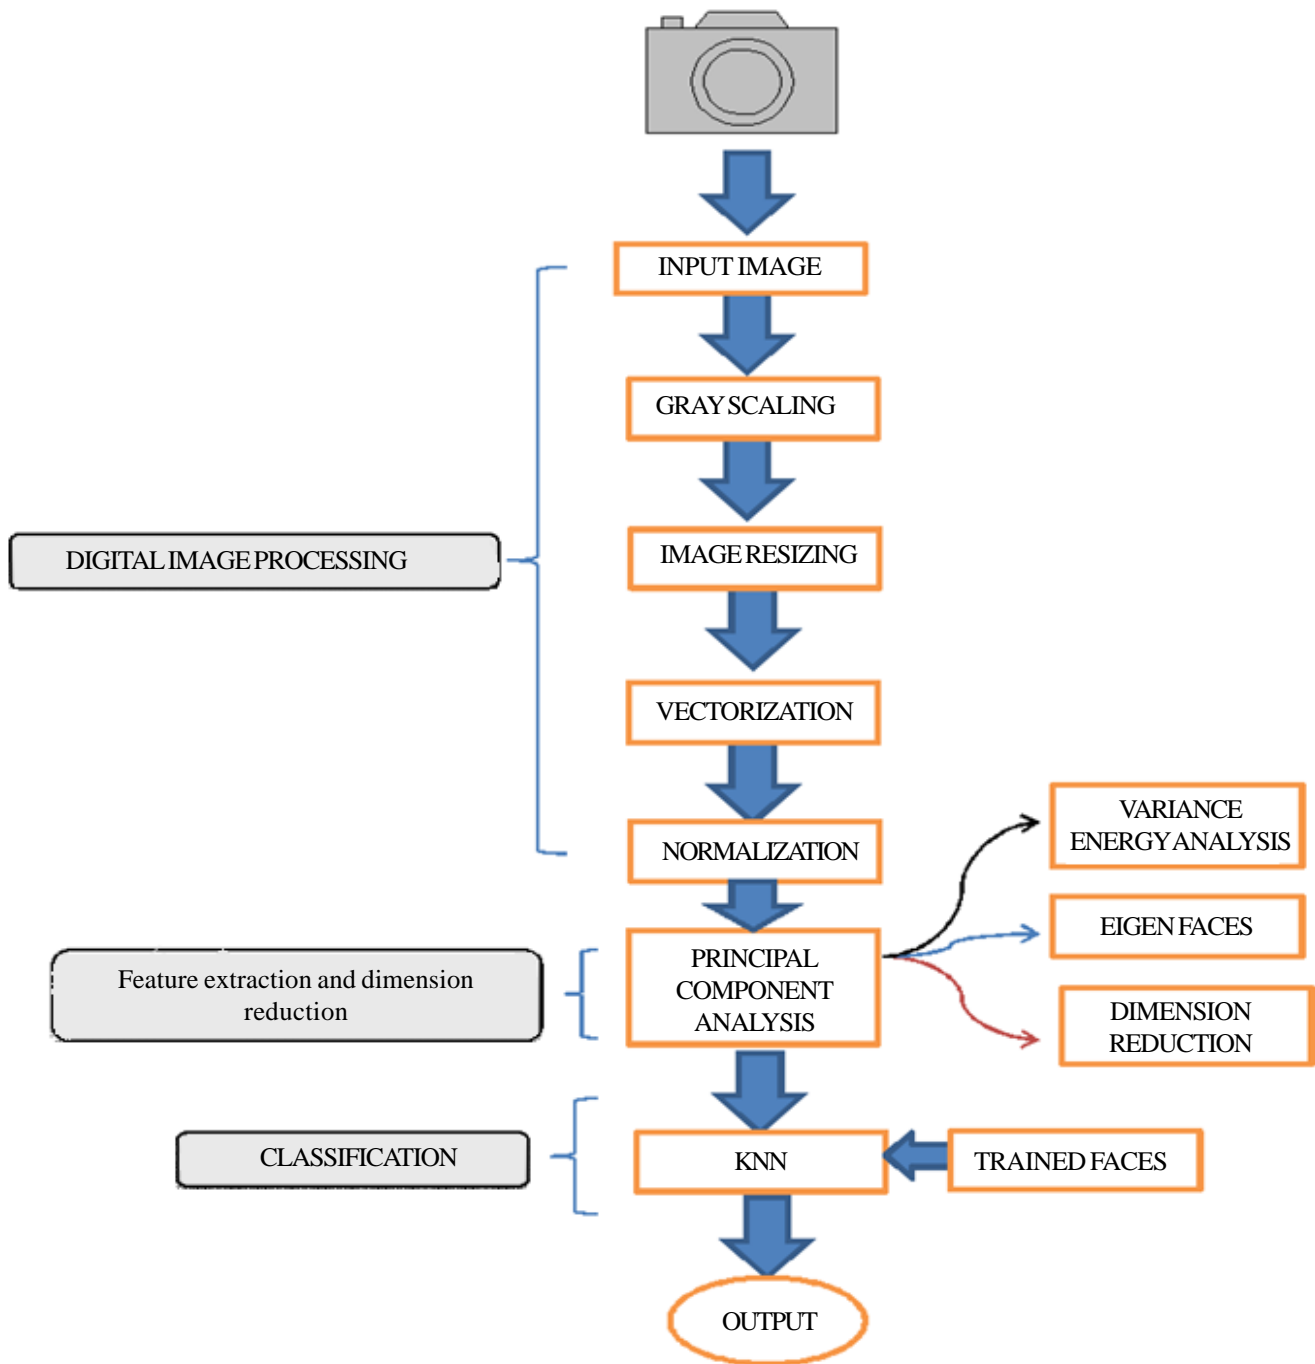 INPUT IMAGE
GRAY SCALING
DIGITAL IMAGE PROCESSING
IMAGE RESIZING
VECTORIZATION
NORMALIZATION
VARIANCE
ENERGY ANALYSIS
EIGEN FACES
DIMENSION
REDUCTION
Feature extraction and dimension
reduction
PRINCIPAL
COMPONENT
ANALYSIS
CLASSIFICATION
KNN
TRAINED FACES
OUTPUT